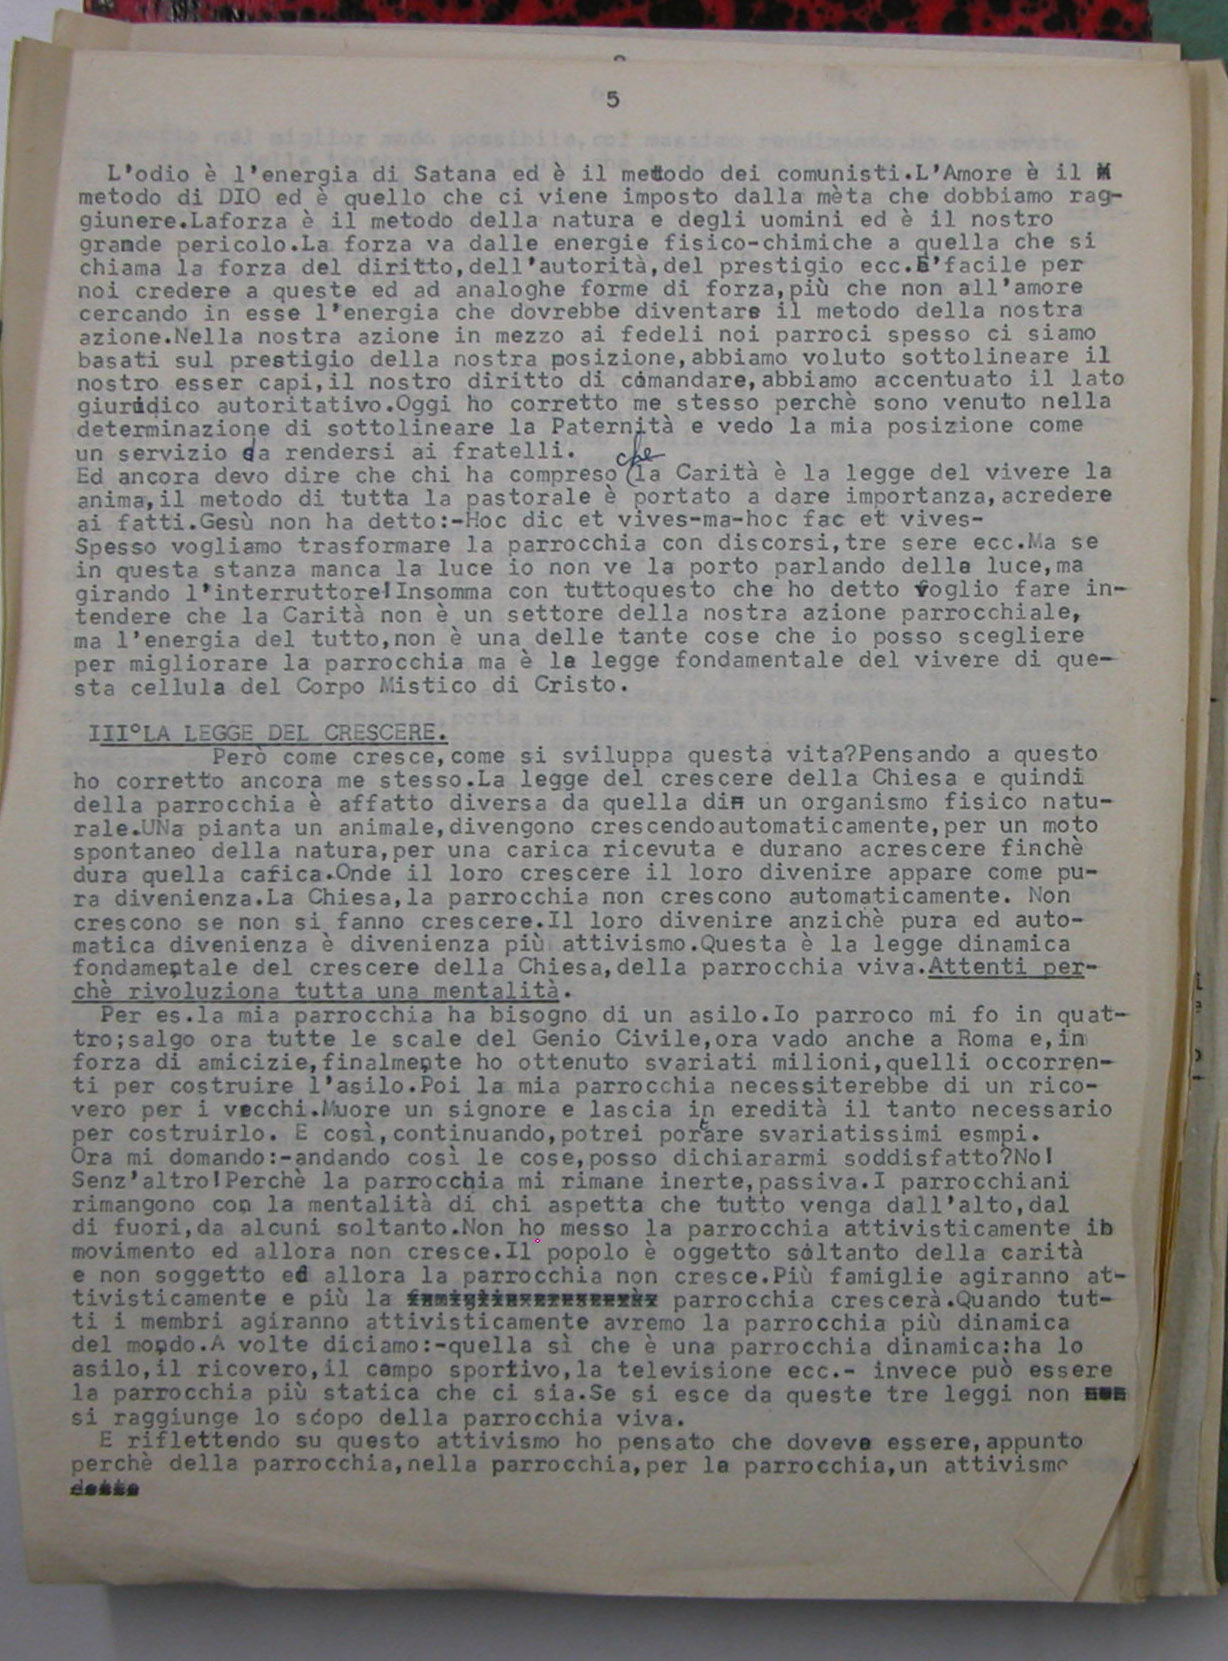 5
L'odio è l'energia di Satana ed è il metodo dei comunisti.L'Amore è il
metodo di DIO ed è quello che ci viene imposto dalla mèta che dobbiamo rag-
giunere.Laforza è il metodo della natura e degli uomini ed è il nostro
grande pericolo.La forza va dalle energie fisico-chimiche a quella che si
chiama la forza del diritto,dell'autorità,del prestigio ecc.E'facile per
noi credere a queste ed ad analoghe forme di forza,più che non all'amore
cercando in esse l'energia che dovrebbe diventare il metodo della nostra
azione.Nella nostra azione in mezzo ai fedeli noi parroci spesso ci siamo
basati sul prestigio della nostra posizione,abbiamo voluto sottolineare il
nostro esser capi,il nostro diritto di comandare,abbiamo accentuato il lato
giuridico autoritativo.Oggi ho corretto me stesso perchè sono venuto nella
determinazione di sottolineare la Paternità e vedo la mia posizione come
un servizio da rendersi ai fratelli.
Ed ancora devo dire che chi ha compreso che la Carità è la legge del vivere la
anima,il metodo di tutta la pastorale è portato a dare importanza,acredere
ai fatti.Gesù non ha detto:-Hoc dic et vives-ma-hoc fac et vives-
Spesso vogliamo trasformare la parrocchia con discorsi,tre sere ecc.Ma se
in questa stanza manca la luce io non ve la porto parlando della luce,ma
girando l'interruttore!Insomma con tuttoquesto che ho detto voglio fare in-
tendere che la Carità non è un settore della nostra azione parrocchiale,
ma l'energia del tutto,non è una delle tante cose che io posso scegliere
per migliorare la parrocchia ma è la legge fondamentale del vivere di que-
sta cellula del Corpo Mistico di Cristo.
III°LA LEGGE DEL CRESCERE.
Però come cresce,come si sviluppa questa vita?Pensando a questo
ho corretto ancora me stesso.La legge del crescere della Chiesa e quindi
della parrocchia è affatto diversa da quella di un organismo fisico natu-
rale.UNa pianta un animale,divengono crescendoautomaticamente,per un moto
spontaneo della natura,per una carica ricevuta e durano acrescere finchè
dura quella carica.Onde il loro crescere il loro divenire appare come pu-
ra divenienza.La Chiesa,la parrocchia non crescono automaticamente. Non
crescono se non si fanno crescere.Il loro divenire anzichè pura ed auto-
matica divenienza è divenienza più attivismo.Questa è la legge dinamica
fondamentale del crescere della Chiesa,della parrocchia viva.Attenti per-
chè rivoluziona tutta una mentalità.
Per es.la mia parrocchia ha bisogno di un asilo.Io parroco mi fo in quat-
tro;salgo ora tutte le scale del Genio Civile,ora vado anche a Roma e,in
forza di amicizie,finalmente ho ottenuto svariati milioni,quelli occorren-
ti per costruire l'asilo.Poi la mia parrocchia necessiterebbe di un rico-
vero per i vecchi.Muore un signore e lascia in eredità il tanto necessario
per costruirlo. E così,continuando,potrei portare svariatissimi esmpi.
Ora mi domando:-andando così le cose,posso dichiararmi soddisfatto?No!
Senz'altro!Perchè la parrocchia mi rimane inerte,passiva.I parrocchiani
rimangono con la mentalità di chi aspetta che tutto venga dall'alto,dal
di fuori,da alcuni soltanto.Non ho messo la parrocchia attivisticamente ib
movimento ed allora non cresce.Il popolo è oggetto soltanto della carità
e non soggetto ed allora la parrocchia non cresce.Più famiglie agiranno at-
tivisticamente e più la parrocchia crescerà.Quando tut-
ti i membri agiranno attivisticamente avremo la parrocchia più dinamica
del mondo.A volte diciamo:-quella sì che è una parrocchia dinamica:ha lo
asilo,il ricovero,il campo sportivo,la televisione ecc.- invece può essere
la parrocchia più statica che ci sia.Se si esce da queste tre leggi non
si raggiunge lo scopo della parrocchia viva.
E riflettendo su questo attivismo ho pensato che doveva essere,appunto
perchè della parrocchia,nella parrocchia,per la parrocchia,un attivismo